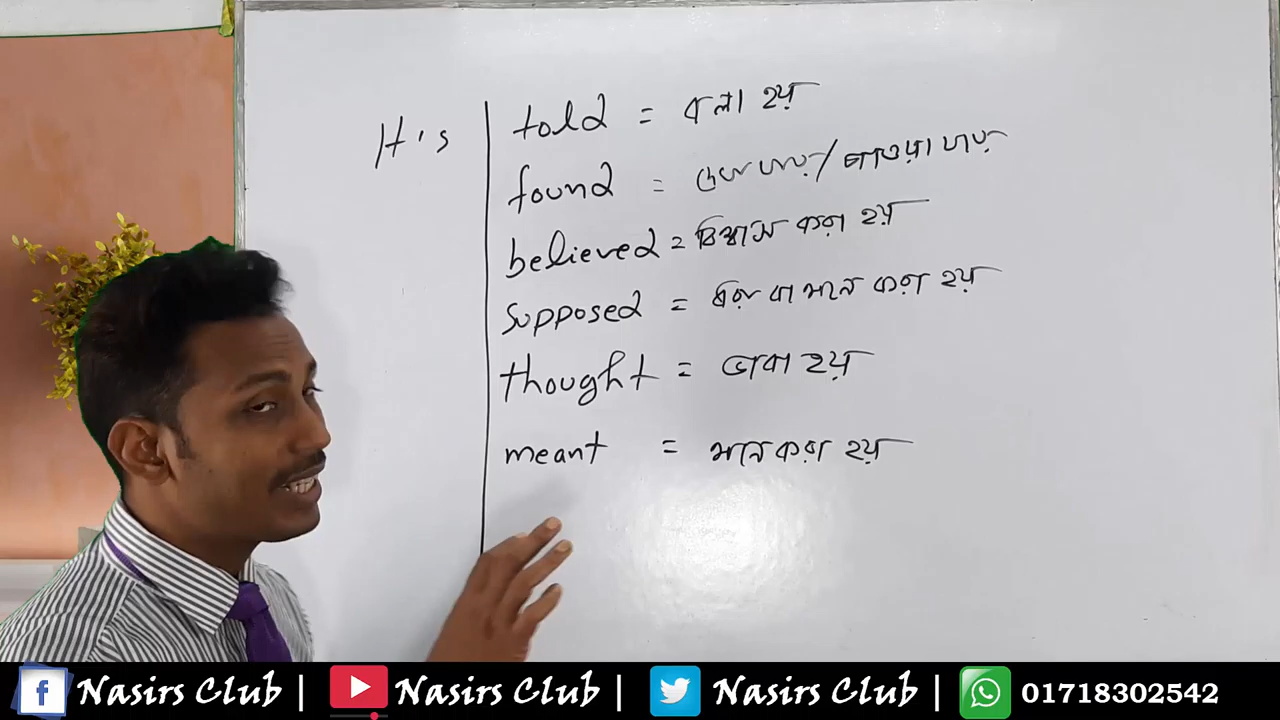 It's
told = বলা হয়
found = দেখা যায় / পাওয়া যায়
believed = বিশ্বাস করা হয়
supposed = ধরা বা মনে করা হয়
thought = ভাবা হয়
meant = মনে করা হয়
Nasirs Club | Nasirs Club | Nasirs Club | 01718302542